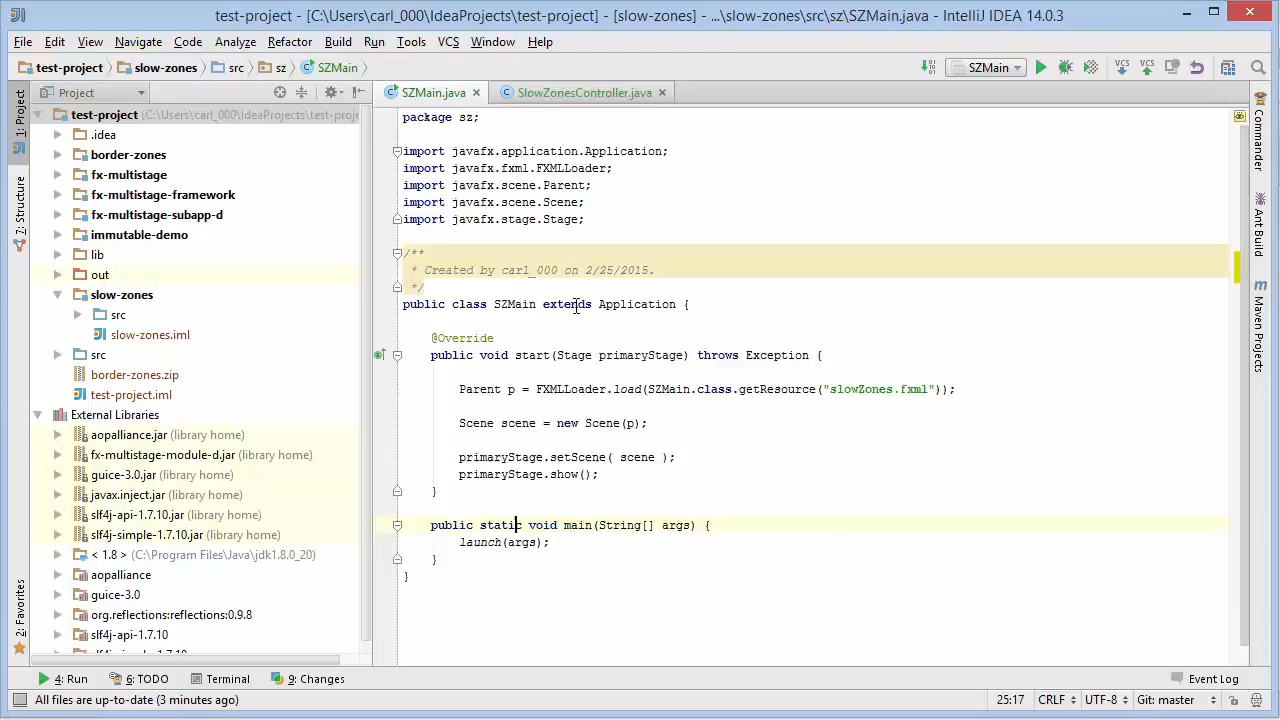 test-project - [C:\Users\carl_000\IdeaProjects\test-project] - [slow-zones] - ...\slow-zones\src\sz\SZMain.java - IntelliJ IDEA 14.0.3
File Edit View Navigate Code Analyze Refactor Build Run Tools VCS Window Help
test-project slow-zones src sz SZMain SZMain VCS VCS
1: Project
7: Structure
2: Favorites
Project
test-project (C:\Users\carl_000\IdeaProjects\test-proje
.idea
border-zones
fx-multistage
fx-multistage-framework
fx-multistage-subapp-d
immutable-demo
lib
out
slow-zones
src
slow-zones.iml
src
border-zones.zip
test-project.iml
External Libraries
aopalliance.jar (library home)
fx-multistage-module-d.jar (library home)
guice-3.0.jar (library home)
javax.inject.jar (library home)
slf4j-api-1.7.10.jar (library home)
slf4j-simple-1.7.10.jar (library home)
< 1.8 > (C:\Program Files\Java\jdk1.8.0_20)
aopalliance
guice-3.0
org.reflections:reflections:0.9.8
slf4j-api-1.7.10
SZMain.java SlowZonesController.java
package sz;
import javafx.application.Application;
import javafx.fxml.FXMLLoader;
import javafx.scene.Parent;
import javafx.scene.Scene;
import javafx.stage.Stage;
/**
* Created by carl_000 on 2/25/2015.
*/
public class SZMain extends Application {
@Override
public void start(Stage primaryStage) throws Exception {
Parent p = FXMLLoader.load(SZMain.class.getResource("slowZones.fxml"));
Scene scene = new Scene(p);
primaryStage.setScene( scene );
primaryStage.show();
}
public static void main(String[] args) {
launch(args);
}
}
Commander
Ant Build
Maven Projects
4: Run 6: TODO Terminal 9: Changes Event Log
All files are up-to-date (3 minutes ago) 25:17 CRLF UTF-8 Git: master